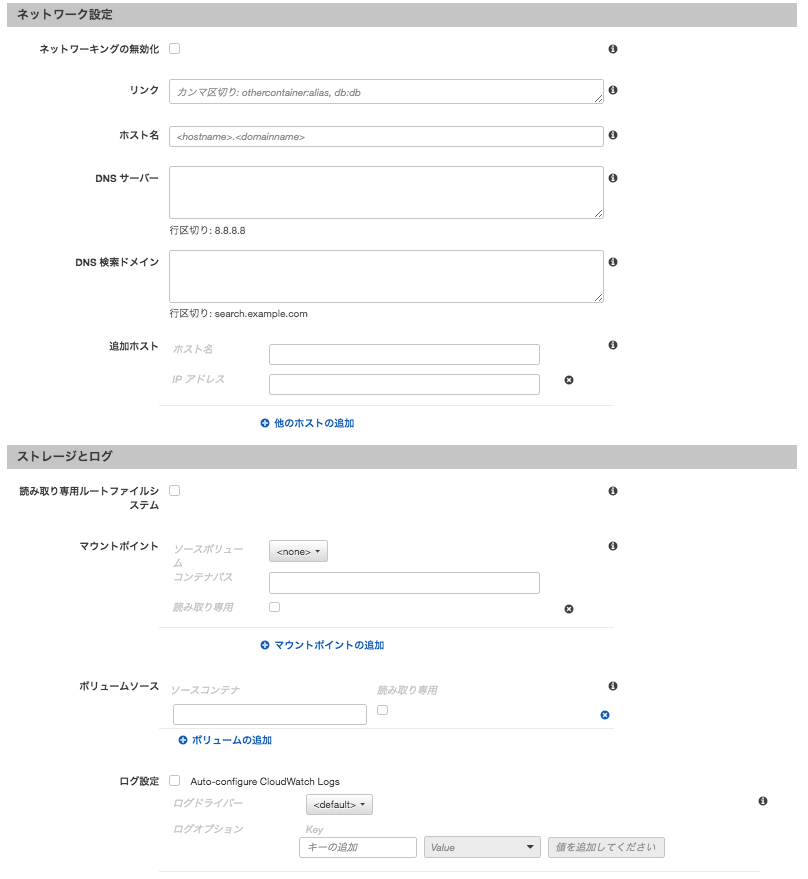 ネットワーク設定
ネットワーキングの無効化
リンク
カンマ区切り: othercontainer:alias, db:db
ホスト名
<hostname>.<domainname>
DNS サーバー
行区切り: 8.8.8.8
DNS 検索ドメイン
行区切り: search.example.com
追加ホスト
ホスト名
IP アドレス
他のホストの追加
ストレージとログ
読み取り専用ルートファイルシ
ステム
マウントポイント
ソースボリュー
ム
<none>
コンテナパス
読み取り専用
マウントポイントの追加
ボリュームソース
ソースコンテナ 読み取り専用
ボリュームの追加
ログ設定 Auto-configure CloudWatch Logs
ログドライバー <default>
ログオプション Key
キーの追加 Value 値を追加してください